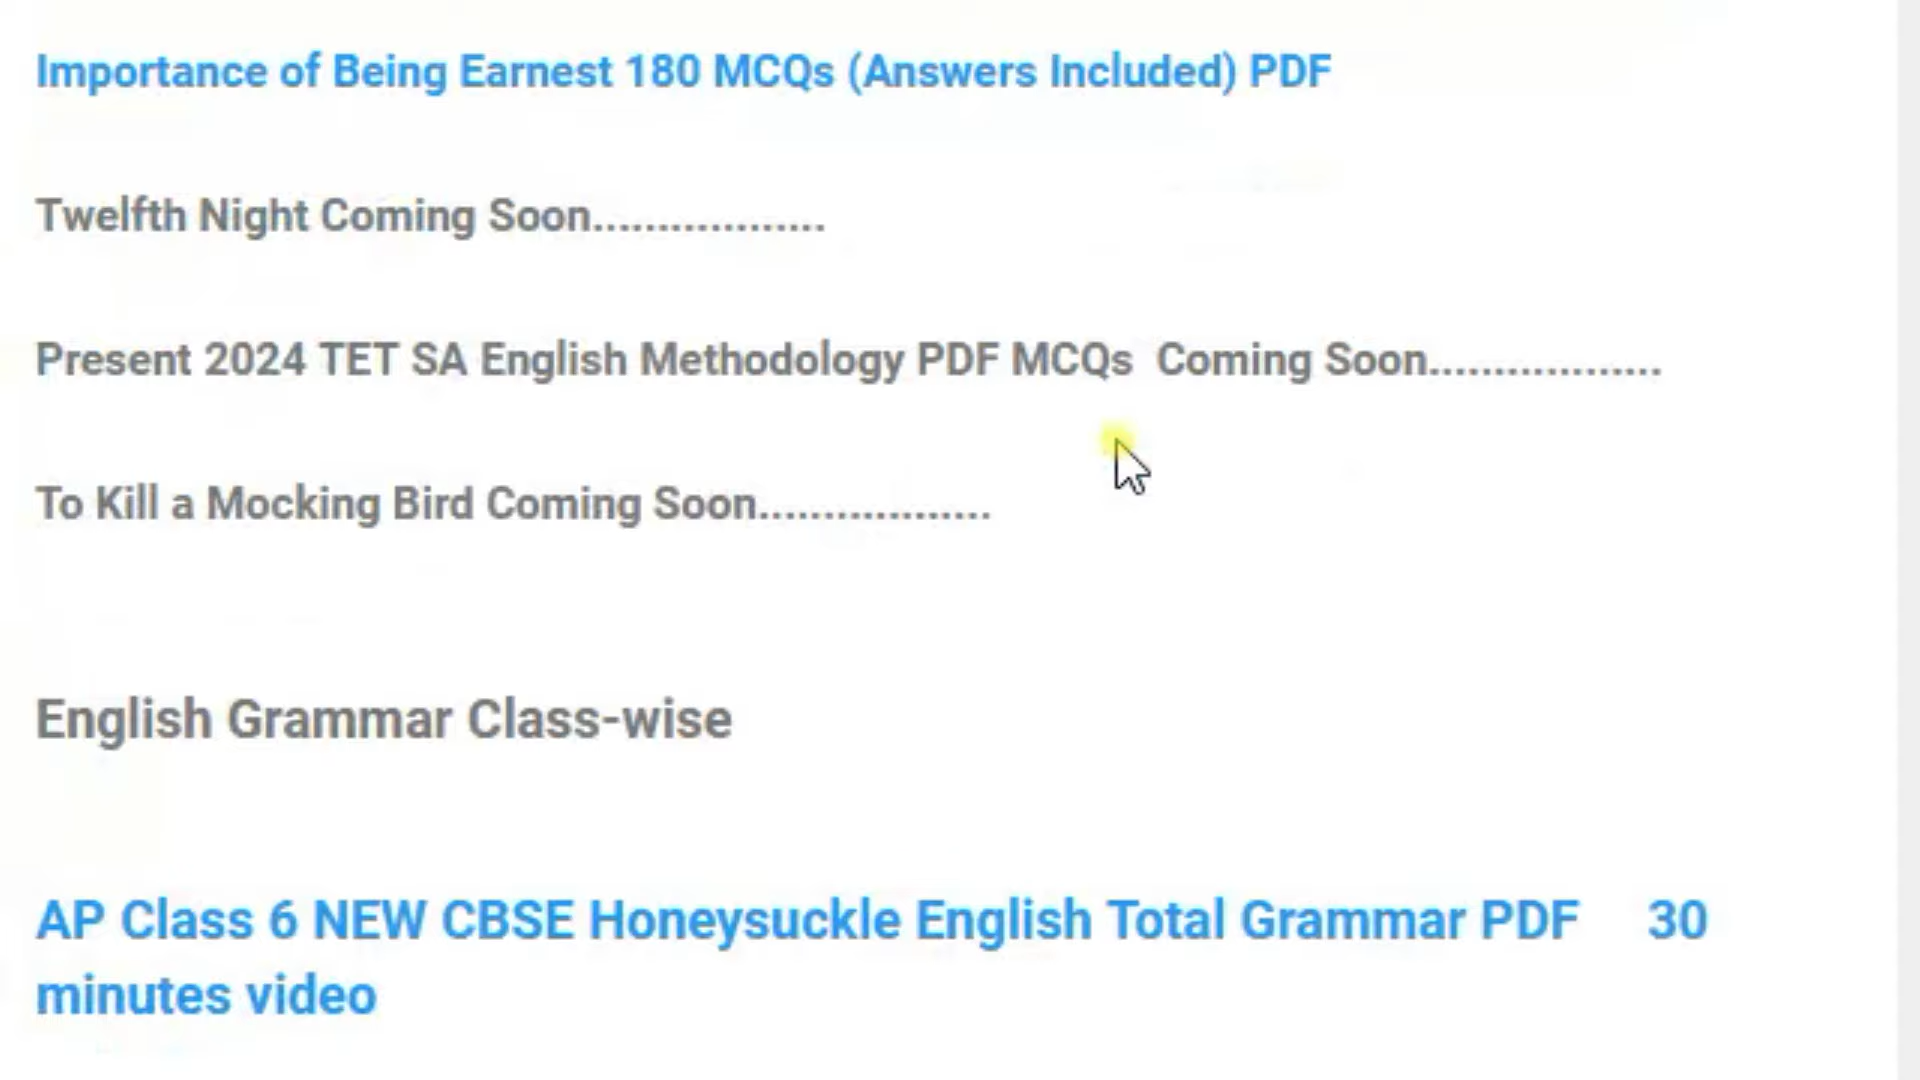 Importance of Being Earnest 180 MCQs (Answers Included) PDF
Twelfth Night Coming Soon..................
Present 2024 TET SA English Methodology PDF MCQs  Coming Soon..................
To Kill a Mocking Bird Coming Soon..................
English Grammar Class-wise
AP Class 6 NEW CBSE Honeysuckle English Total Grammar PDF    30
minutes video